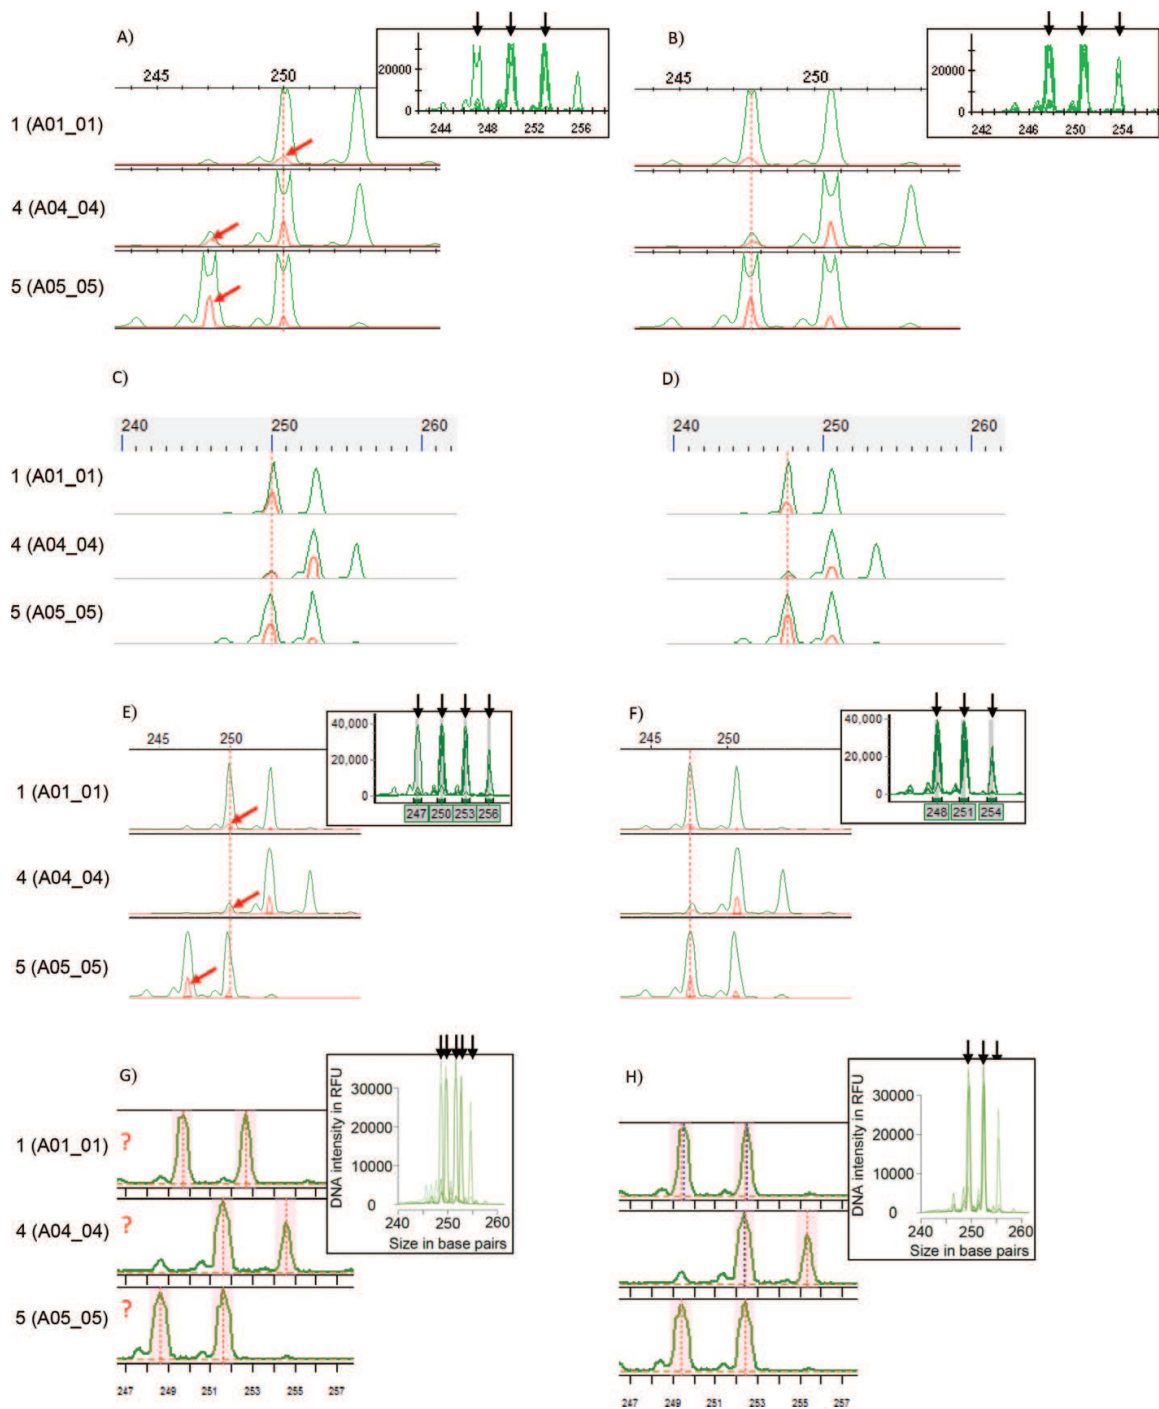 A)
B)
245 250
20000
0
244 248 252 256
245 250
20000
0
242 246 250 254
1 (A01_01)
4 (A04_04)
5 (A05_05)
C)
D)
240 250 260
240 250 260
1 (A01_01)
4 (A04_04)
5 (A05_05)
E)
F)
245 250
40,000
20,000
0
247 250 253 256
245 250
40,000
20,000
0
248 251 254
1 (A01_01)
4 (A04_04)
5 (A05_05)
G)
H)
DNA intensity in RFU
30000
20000
10000
0
240 250 260
Size in base pairs
DNA intensity in RFU
30000
20000
10000
0
240 250 260
Size in base pairs
1 (A01_01) ?
4 (A04_04) ?
5 (A05_05) ?
247 249 251 253 255 257
247 249 251 253 255 257